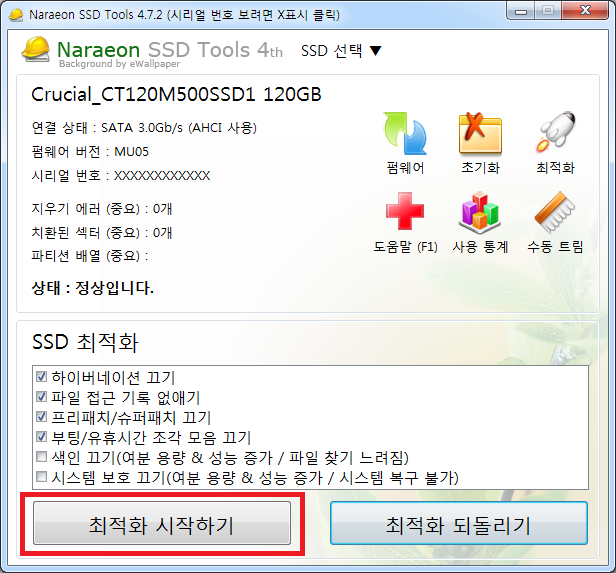 Naraeon SSD Tools 4.7.2 (시리얼 번호 보려면 X표시 클릭)
Naraeon SSD Tools 4th
Background by eWallpaper
SSD 선택 ▼
Crucial_CT120M500SSD1 120GB
연결 상태 : SATA 3.0Gb/s (AHCI 사용)
펌웨어 버전 : MU05
시리얼 번호 : XXXXXXXXXXXX
지우기 에러 (중요) : 0개
치환된 섹터 (중요) : 0개
파티션 배열 (중요) :
상태 : 정상입니다.
펌웨어
초기화
최적화
도움말 (F1)
사용 통계
수동 트림
SSD 최적화
하이버네이션 끄기
파일 접근 기록 없애기
프리패치/슈퍼패치 끄기
부팅/유휴시간 조각 모음 끄기
색인 끄기(여분 용량 & 성능 증가 / 파일 찾기 느려짐)
시스템 보호 끄기(여분 용량 & 성능 증가 / 시스템 복구 불가)
최적화 시작하기
최적화 되돌리기